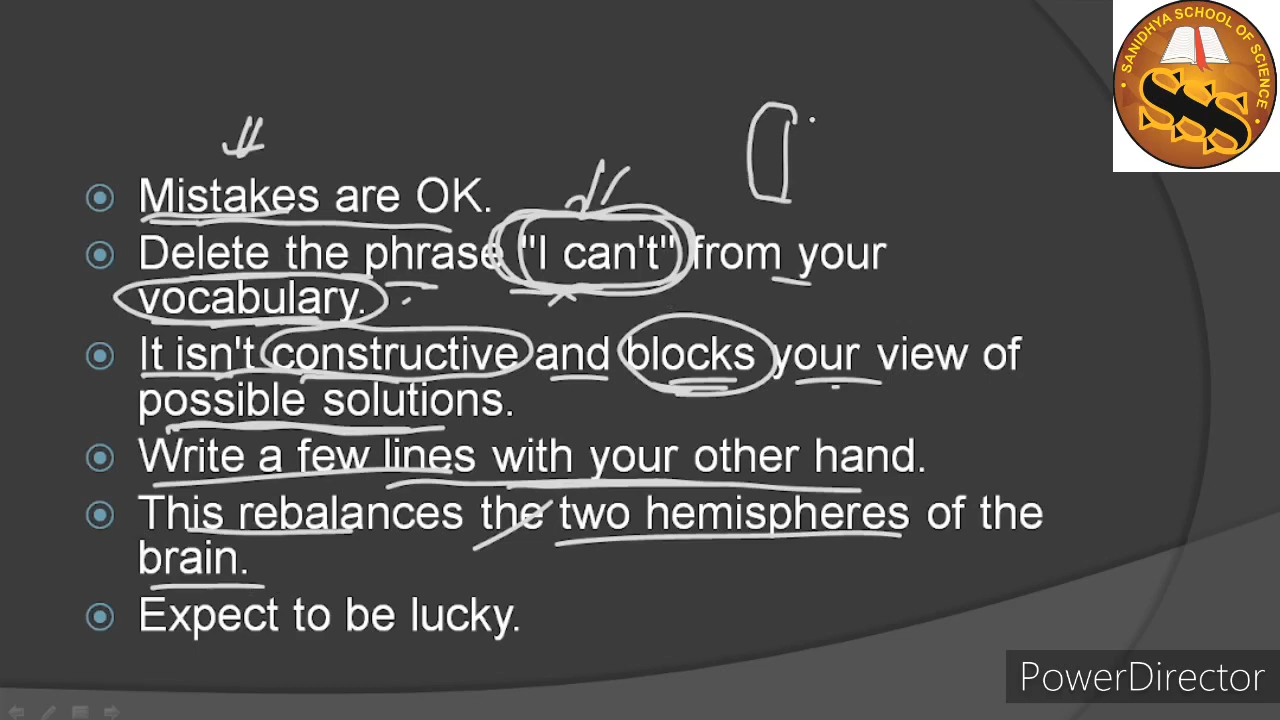 SANIDHYA SCHOOL OF SCIENCE
SSS
Mistakes are OK.
Delete the phrase "I can't" from your
vocabulary.
It isn't constructive and blocks your view of
possible solutions.
Write a few lines with your other hand.
This rebalances the two hemispheres of the
brain.
Expect to be lucky.
PowerDirector